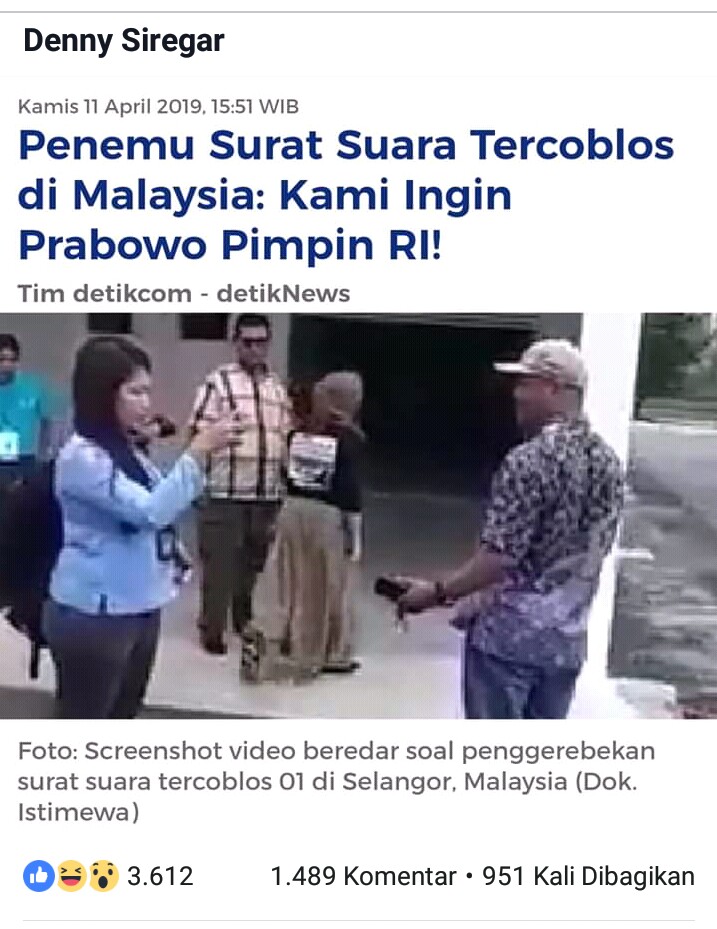 Denny Siregar
Kamis 11 April 2019, 15:51 WIB
Penemu Surat Suara Tercoblos
di Malaysia: Kami Ingin
Prabowo Pimpin RI!
Tim detikcom - detikNews
Foto: Screenshot video beredar soal penggerebekan
surat suara tercoblos 01 di Selangor, Malaysia (Dok.
Istimewa)
3.612 1.489 Komentar • 951 Kali Dibagikan